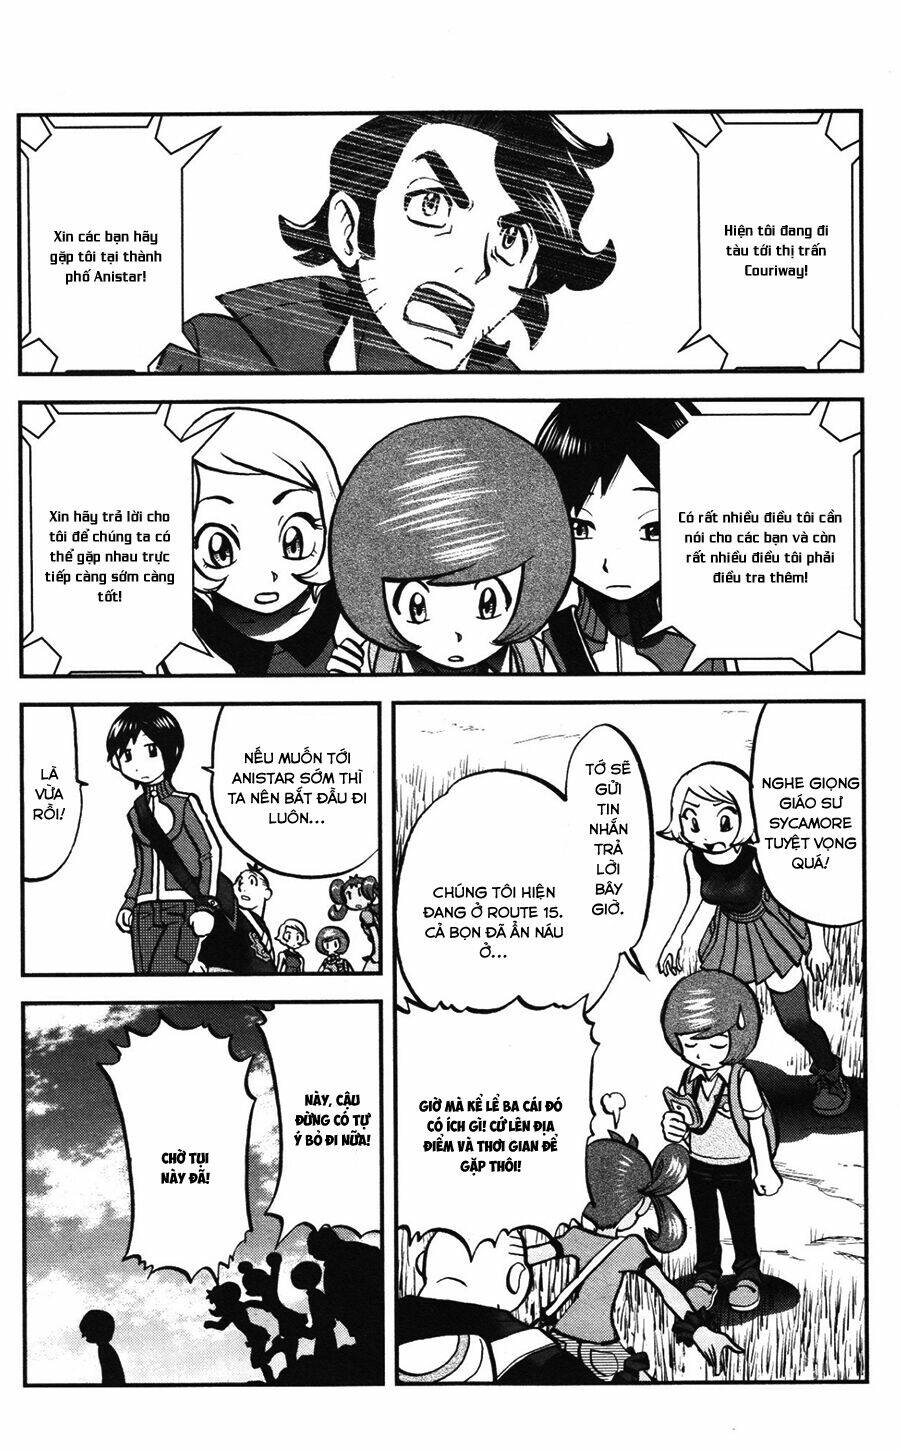 Hiện tôi đang đi
tàu tới thị trấn
Couriway!
Xin các bạn hãy
gặp tôi tại thành
phố Anistar!
Có rất nhiều điều tôi cần
nói cho các bạn và còn
rất nhiều điều tôi phải
điều tra thêm!
Xin hãy trả lời cho
tôi để chúng ta có
thể gặp nhau trực
tiếp càng sớm càng
tốt!
NGHE GIỌNG
GIÁO SƯ
SYCAMORE
TUYỆT VỌNG
QUÁ!
TỚ SẼ
GỬI
TIN
NHẮN
TRẢ
LỜI
BÂY
GIỜ.
CHÚNG TÔI HIỆN
ĐANG Ở ROUTE 15.
CẢ BỌN ĐÃ ẨN NÁU
Ở...
GIỜ MÀ KỂ LỂ BA CÁI ĐÓ
CÓ ÍCH GÌ! CỨ LÊN ĐỊA
ĐIỂM VÀ THỜI GIAN ĐỂ
GẶP THÔI!
NẾU MUỐN TỚI
ANISTAR SỚM THÌ
TA NÊN BẮT ĐẦU ĐI
LUÔN...
LÀ
VỪA
RỒI!
NÀY, CẬU
ĐỪNG CÓ TỰ
Ý BỎ ĐI NỮA!
CHỜ TỤI
NÀY ĐÃ!